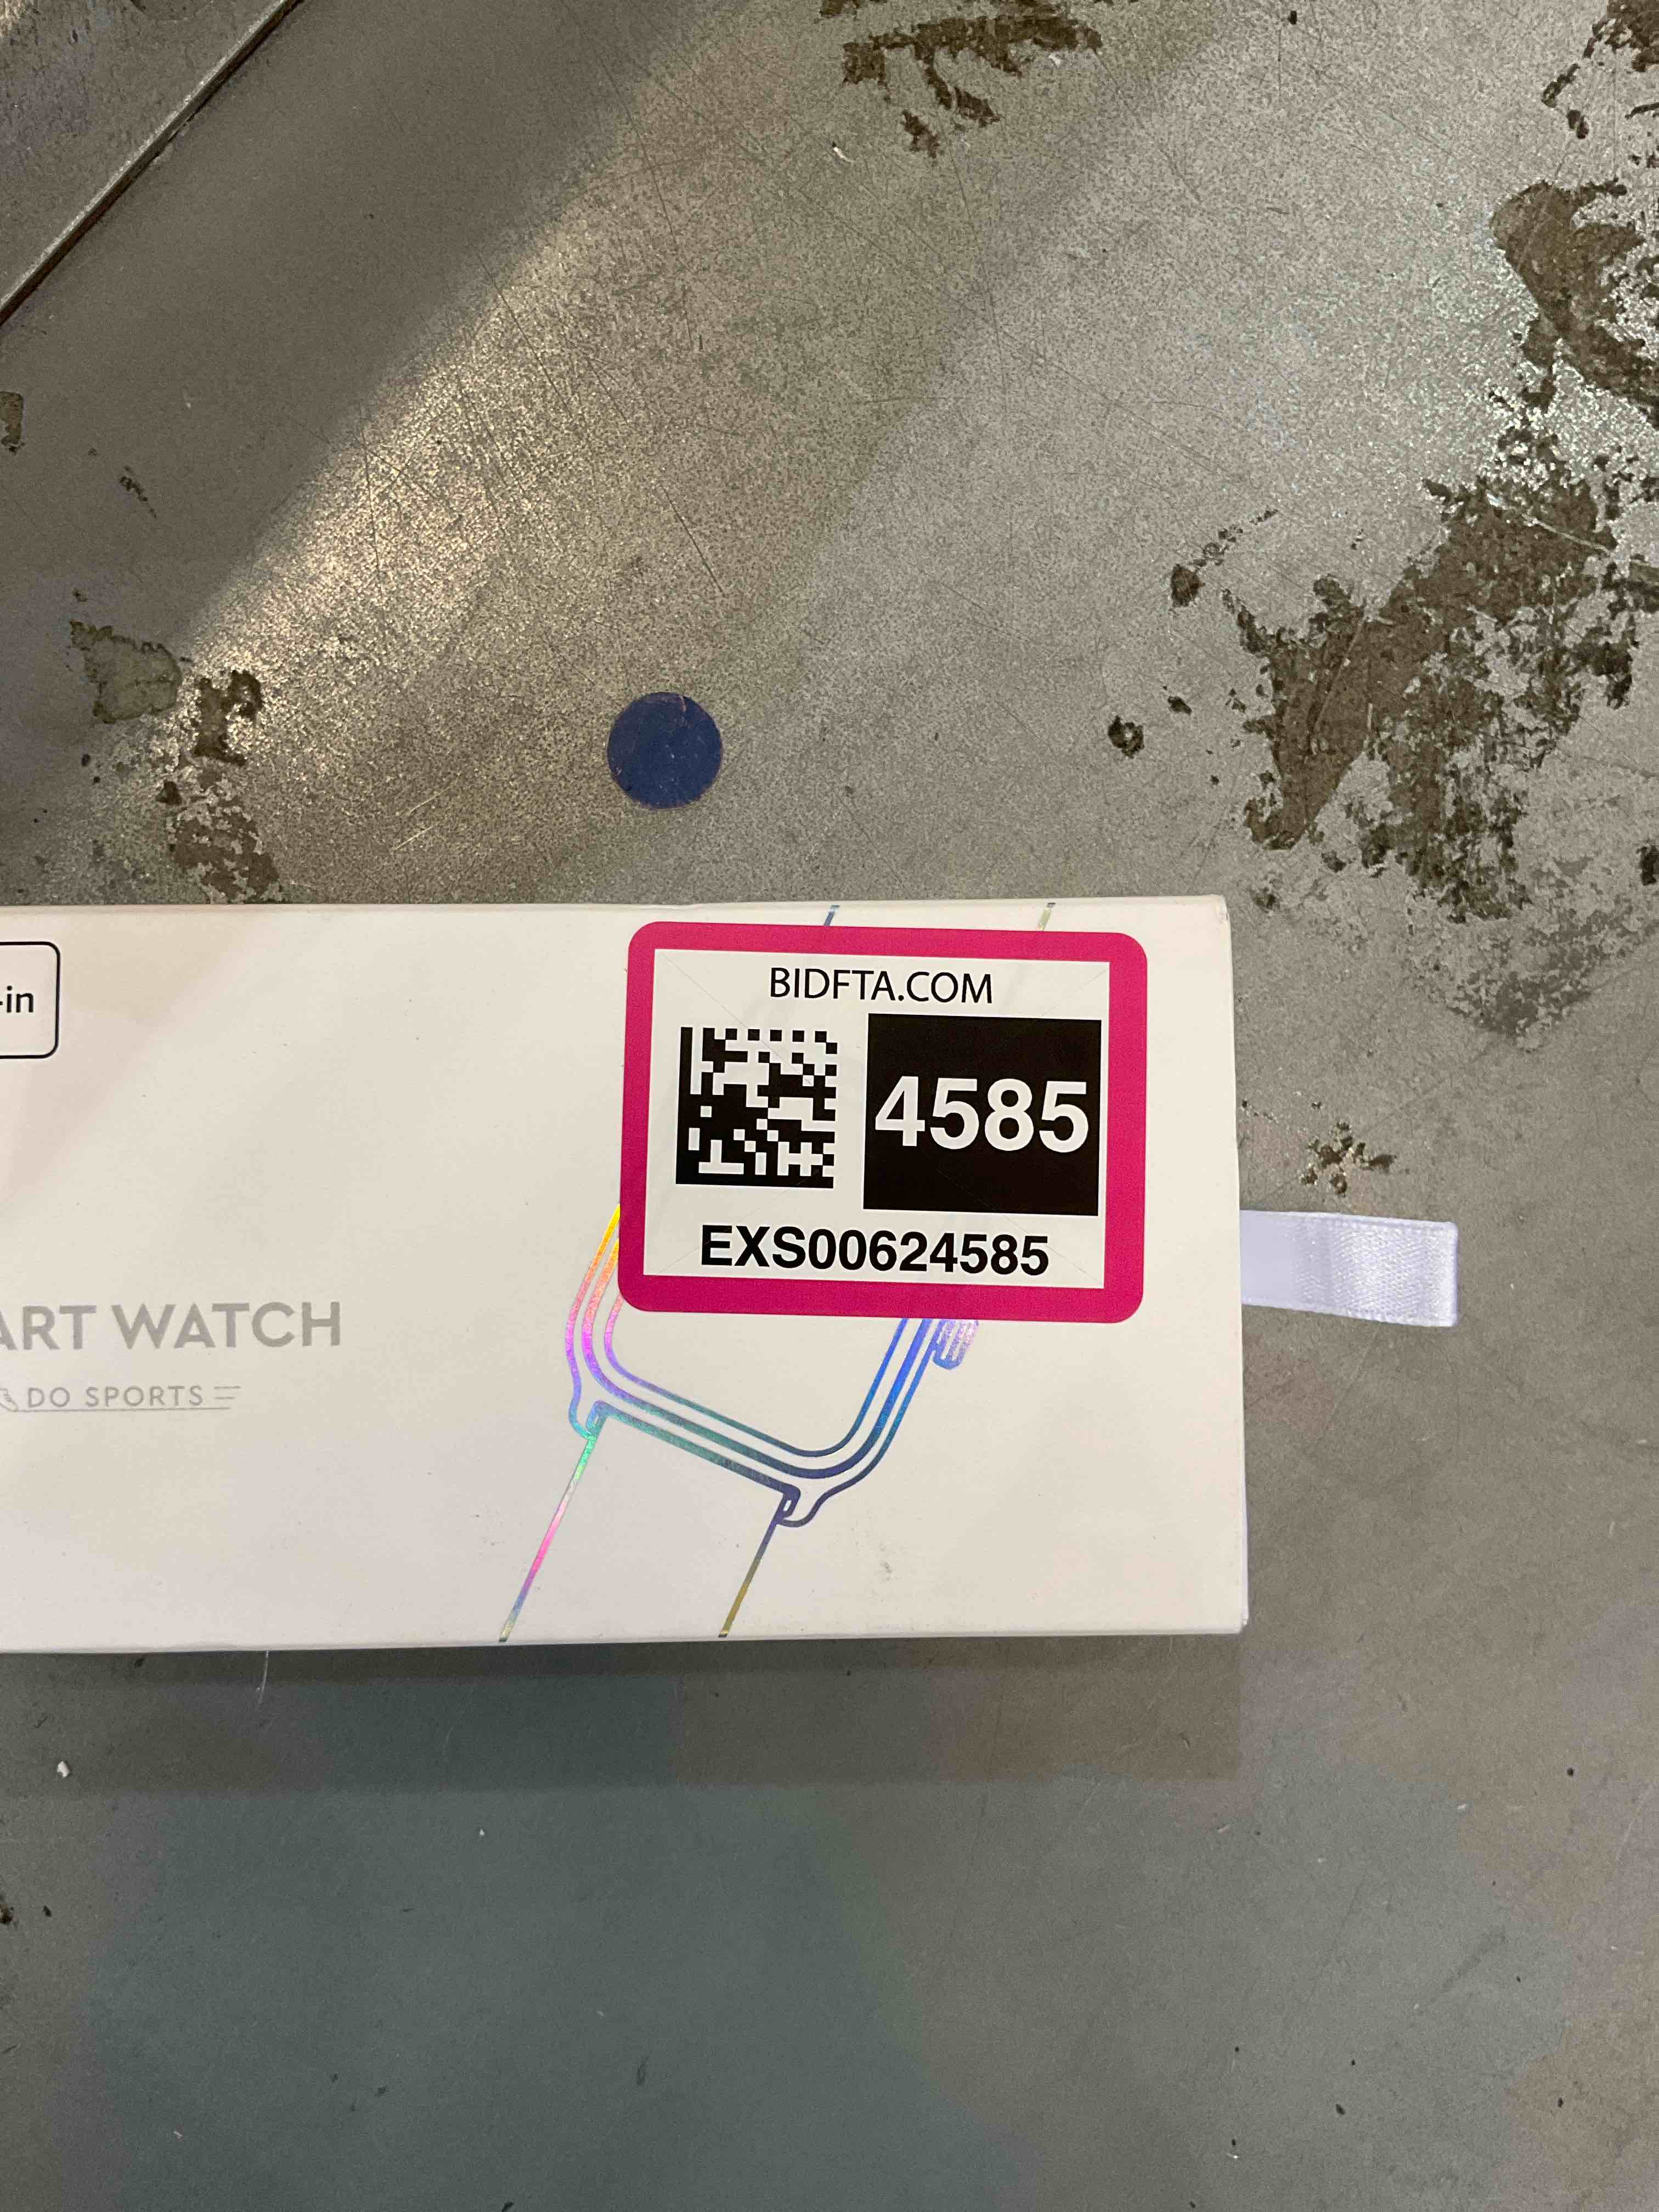 -in
BIDFTA.COM
4585
EXS00624585
ART WATCH
DO SPORTS